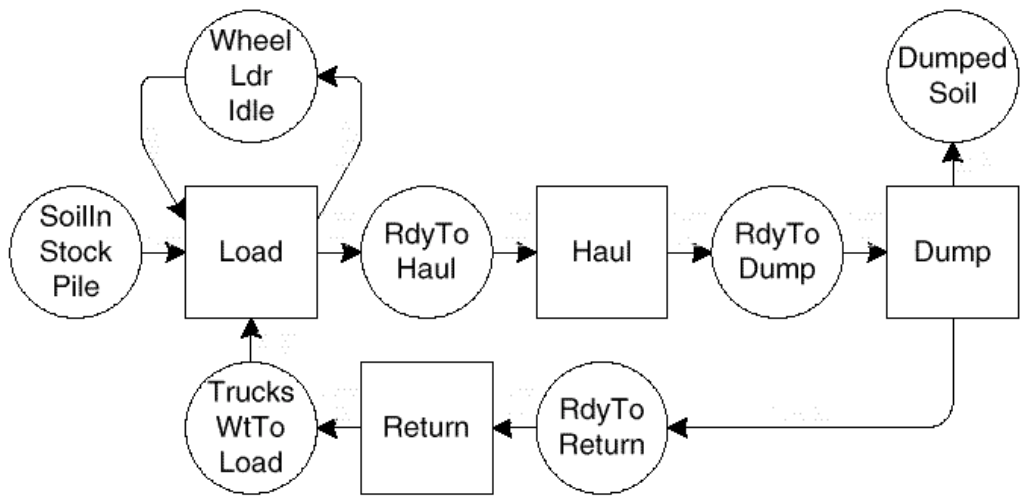 Wheel
Ldr
Idle
Dumped
Soil
SoilIn
Stock
Pile
Load
RdyTo
Haul
Haul
RdyTo
Dump
Dump
Trucks
WtTo
Load
Return
RdyTo
Return